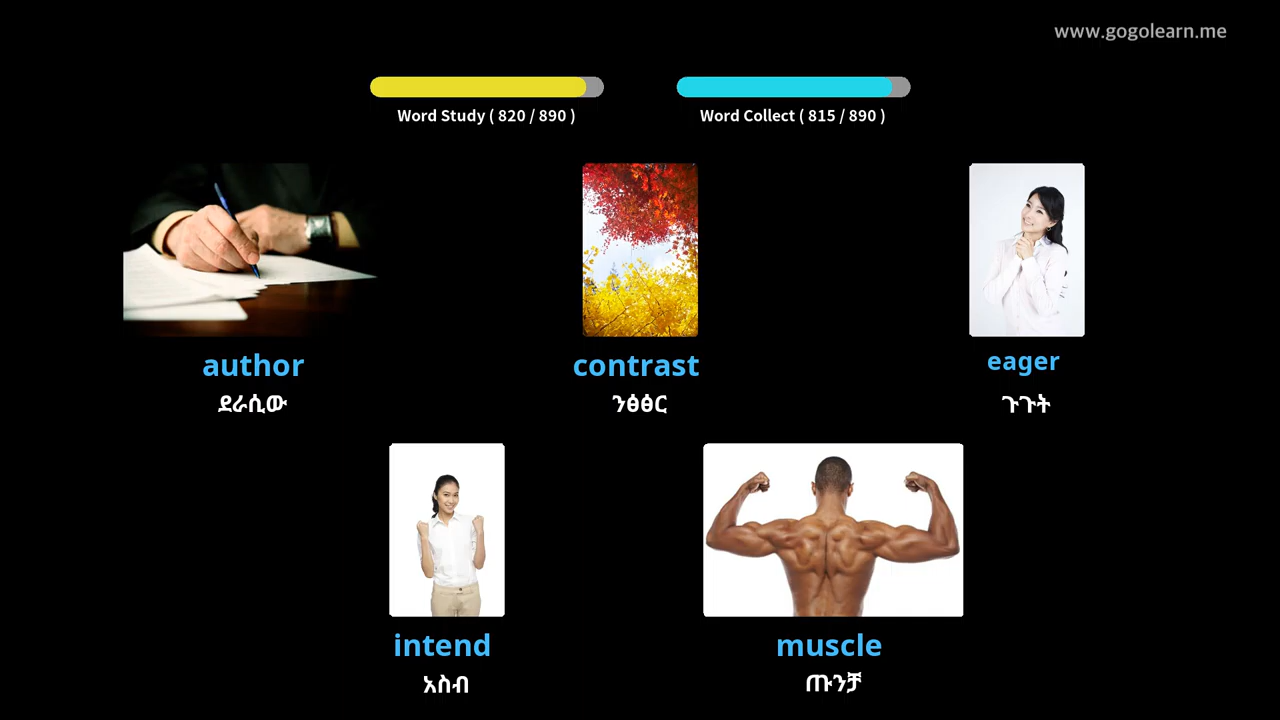 www.gogolearn.me
Word Study ( 820 / 890 )
Word Collect ( 815 / 890 )
author
ደራሲው
contrast
ንፅፅር
eager
ጉጉት
intend
አስብ
muscle
ጡንቻ